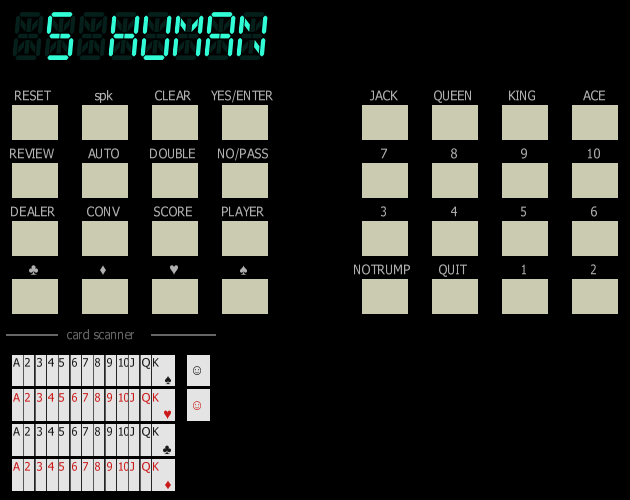 S HUMAN
RESET spk CLEAR YES/ENTER JACK QUEEN KING ACE
REVIEW AUTO DOUBLE NO/PASS 7 8 9 10
DEALER CONV SCORE PLAYER 3 4 5 6
♣ ♦ ♥ ♠ NOTRUMP QUIT 1 2
card scanner
A 2 3 4 5 6 7 8 9 10 J Q K ♠ ☺
A 2 3 4 5 6 7 8 9 10 J Q K ♥ ☺
A 2 3 4 5 6 7 8 9 10 J Q K ♣
A 2 3 4 5 6 7 8 9 10 J Q K ♦